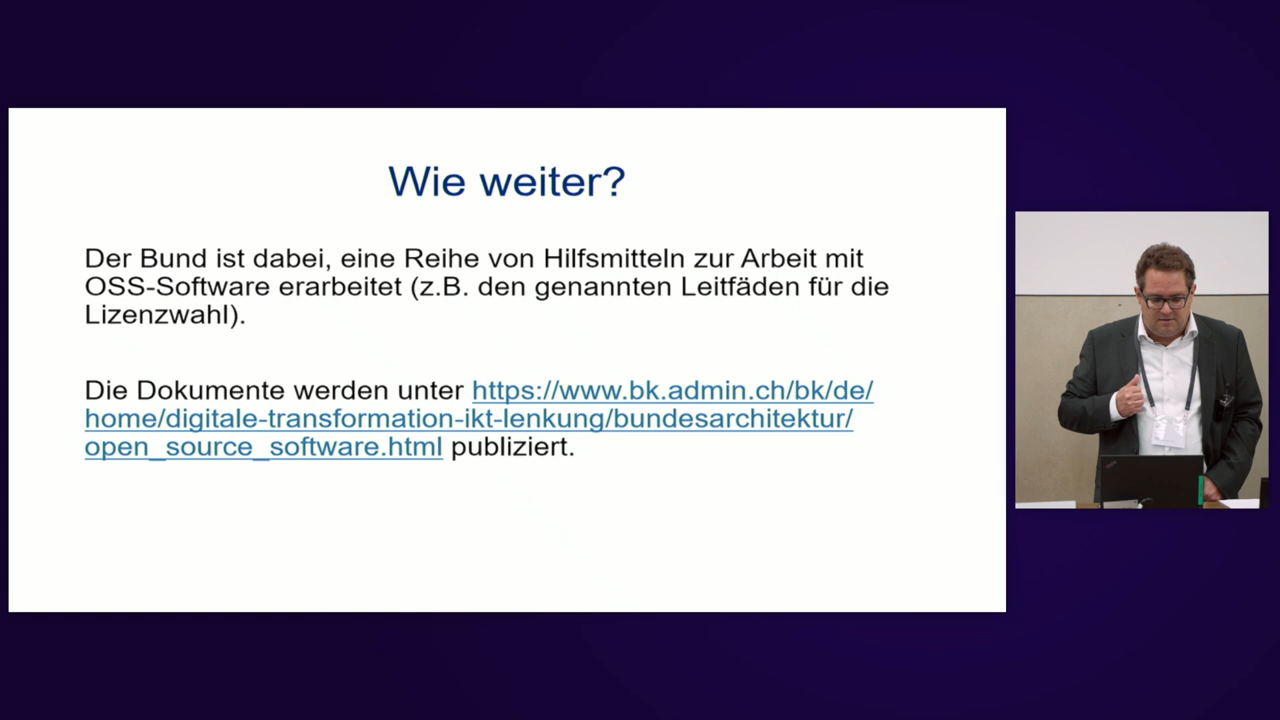 Wie weiter?
Der Bund ist dabei, eine Reihe von Hilfsmitteln zur Arbeit mit
OSS-Software erarbeitet (z.B. den genannten Leitfäden für die
Lizenzwahl).
Die Dokumente werden unter https://www.bk.admin.ch/bk/de/
home/digitale-transformation-ikt-lenkung/bundesarchitektur/
open_source_software.html publiziert.